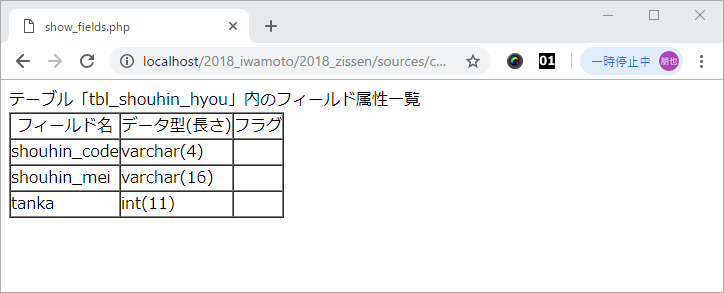 show_fields.php
localhost/2018_iwamoto/2018_zissen/sources/c...
01
一時停止中
朋也
テーブル「tbl_shouhin_hyou」内のフィールド属性一覧
フィールド名 データ型(長さ) フラグ
shouhin_code varchar(4)
shouhin_mei varchar(16)
tanka int(11)